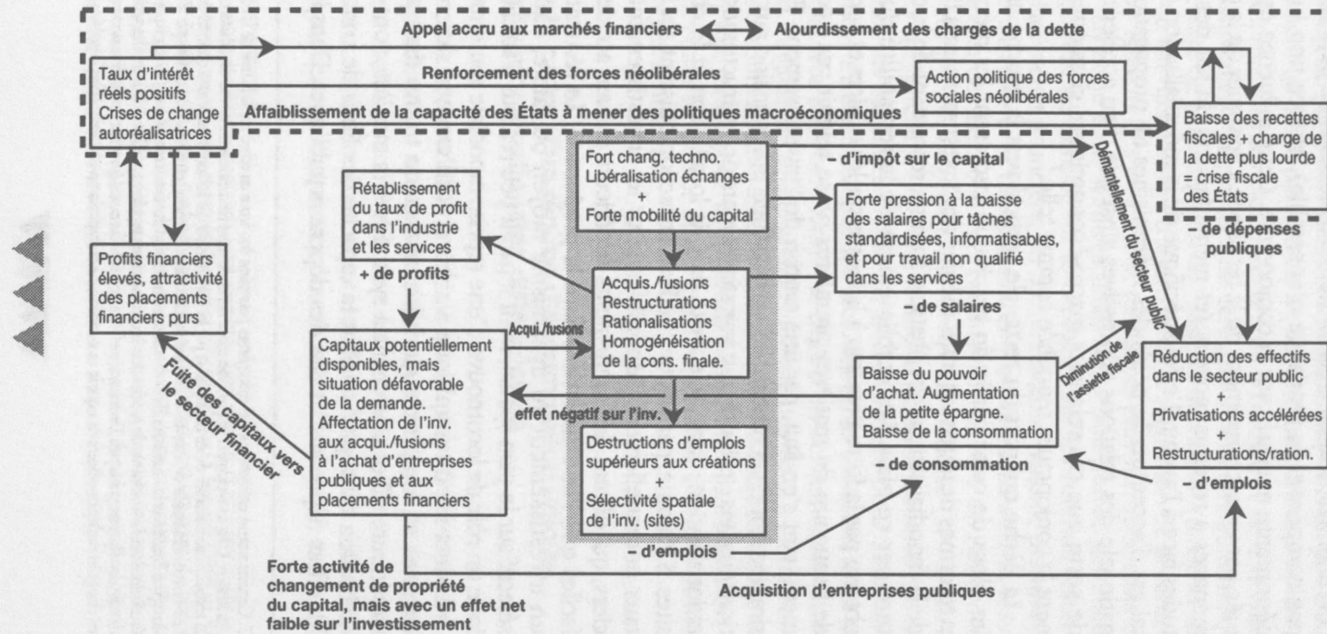 Appel accru aux marchés financiers
Alourdissement des charges de la dette
Taux d'intérêt
réels positifs
Crises de change
autoréalisatrices
Renforcement des forces néolibérales
Action politique des forces
sociales néolibérales
Affaiblissement de la capacité des États à mener des politiques macroéconomiques
Baisse des recettes
fiscales + charge de
la dette plus lourde
= crise fiscale
des États
– de dépenses
publiques
Fort chang. techno.
Libéralisation échanges
+
Forte mobilité du capital
– d'impôt sur le capital
Démantellement du secteur public
Rétablissement
du taux de profit
dans l'industrie
et les services
+ de profits
Forte pression à la baisse
des salaires pour tâches
standardisées, informatisables,
et pour travail non qualifié
dans les services
– de salaires
Profits financiers
élevés, attractivité
des placements
financiers purs
Acquis./fusions
Restructurations
Rationalisations
Homogénéisation
de la cons. finale.
Acqui./fusions
Capitaux potentiellement
disponibles, mais
situation défavorable
de la demande.
Affectation de l'inv.
aux acqui./fusions
à l'achat d'entreprises
publiques et aux
placements financiers
effet négatif sur l'inv.
Fuite des capitaux vers
le secteur financier
Baisse du pouvoir
d'achat. Augmentation
de la petite épargne.
Baisse de la consommation
– de consommation
Diminution de
l'assiette fiscale
Réduction des effectifs
dans le secteur public
+
Privatisations accélérées
+
Restructurations/ration.
– d'emplois
Destructions d'emplois
supérieurs aux créations
+
Sélectivité spatiale
de l'inv. (sites)
– d'emplois
Forte activité de
changement de propriété
du capital, mais avec un effet net
faible sur l'investissement
Acquisition d'entreprises publiques